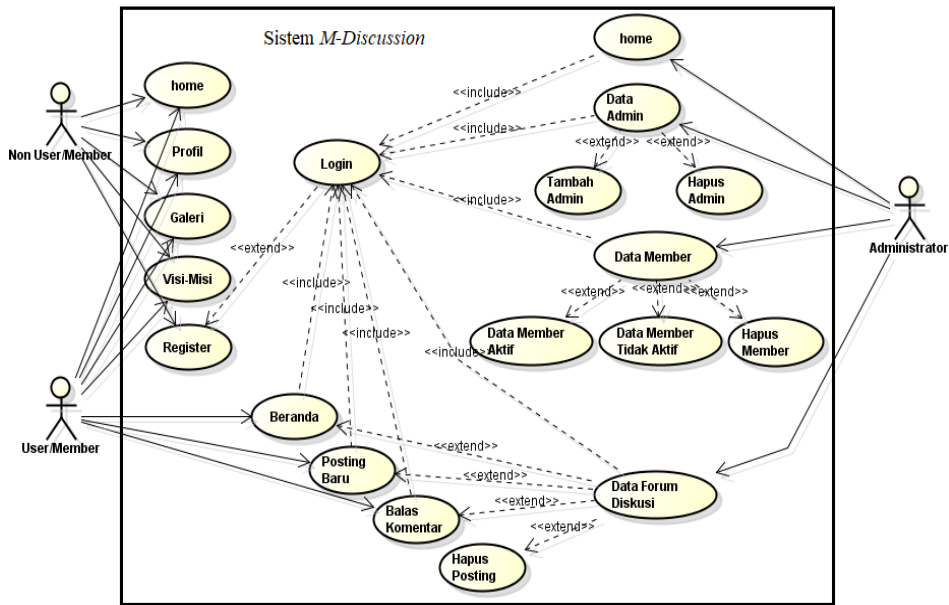 Sistem M-Discussion
home
home
<<include>>
Data
Admin
<<include>>
Non User/Member
Profil
Login
<<extend>>
<<extend>>
Tambah
Admin
Hapus
Admin
<<include>>
Galeri
Administrator
<<extend>>
Data Member
Visi-Misi
<<include>>
<<extend>>
<<extend>>
<<extend>>
Register
<<include>>
<<include>>
Data Member
Aktif
Data Member
Tidak Aktif
Hapus
Member
User/Member
Beranda
<<extend>>
Posting
Baru
<<extend>>
Data Forum
Diskusi
Balas
Komentar
<<extend>>
<<extend>>
Hapus
Posting